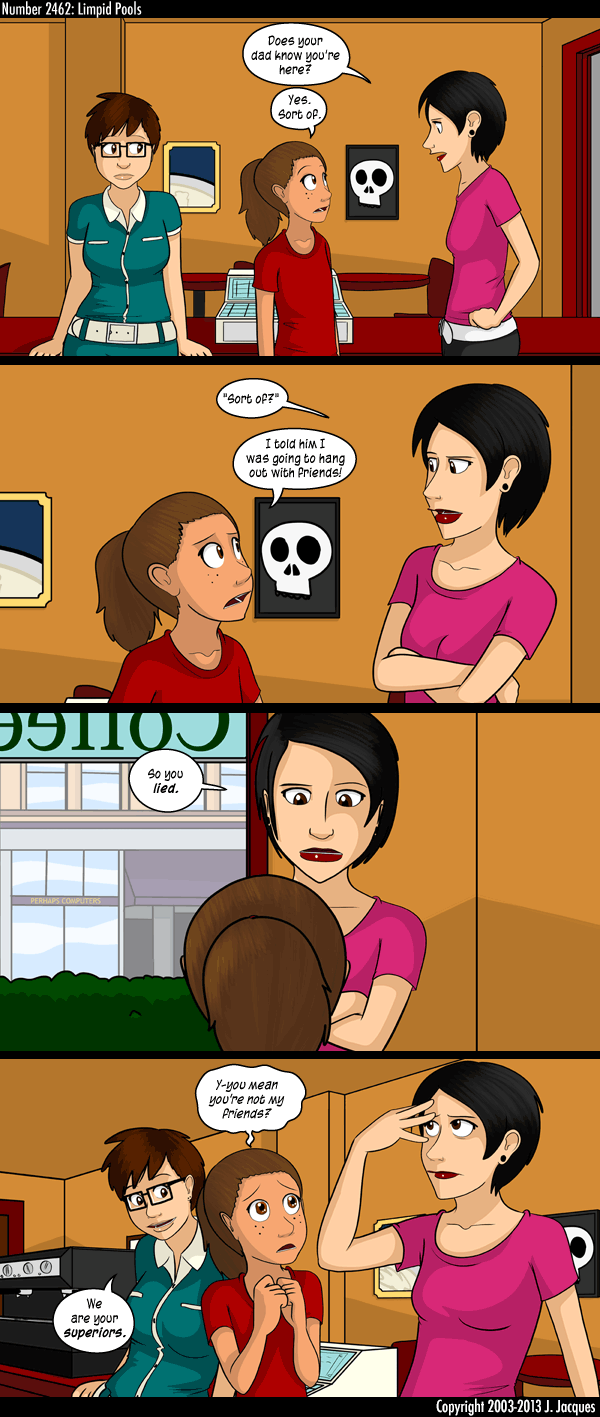 Number 2462: Limpid Pools
Does your
dad know you're
here?
Yes.
Sort of.
"Sort of?"
I told him I
was going to hang
out with friends!
Coffee
So you
lied.
PERHAPS COMPUTERS
Y-you mean
you're not my
friends?
We
are your
superiors.
Copyright 2003-2013 J. Jacques